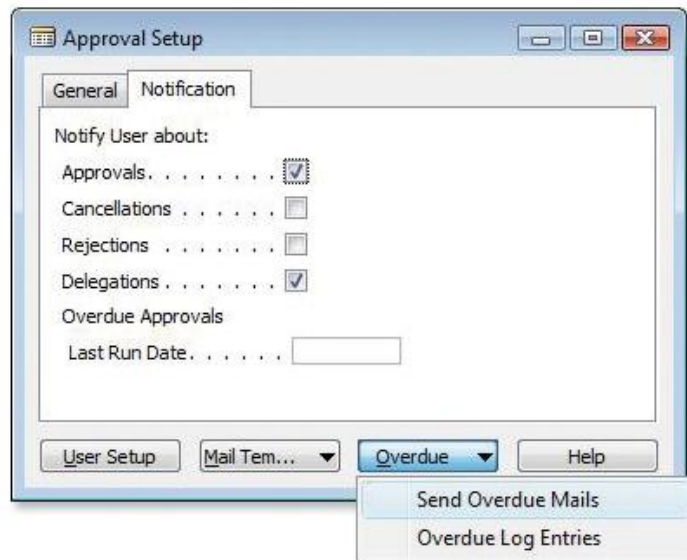 Approval Setup
General Notification
Notify User about:
Approvals. . . . . . . .
Cancellations . . . . . .
Rejections . . . . . . .
Delegations . . . . . . .
Overdue Approvals
Last Run Date. . . . . .
User Setup Mail Tem... Overdue Help
Send Overdue Mails
Overdue Log Entries